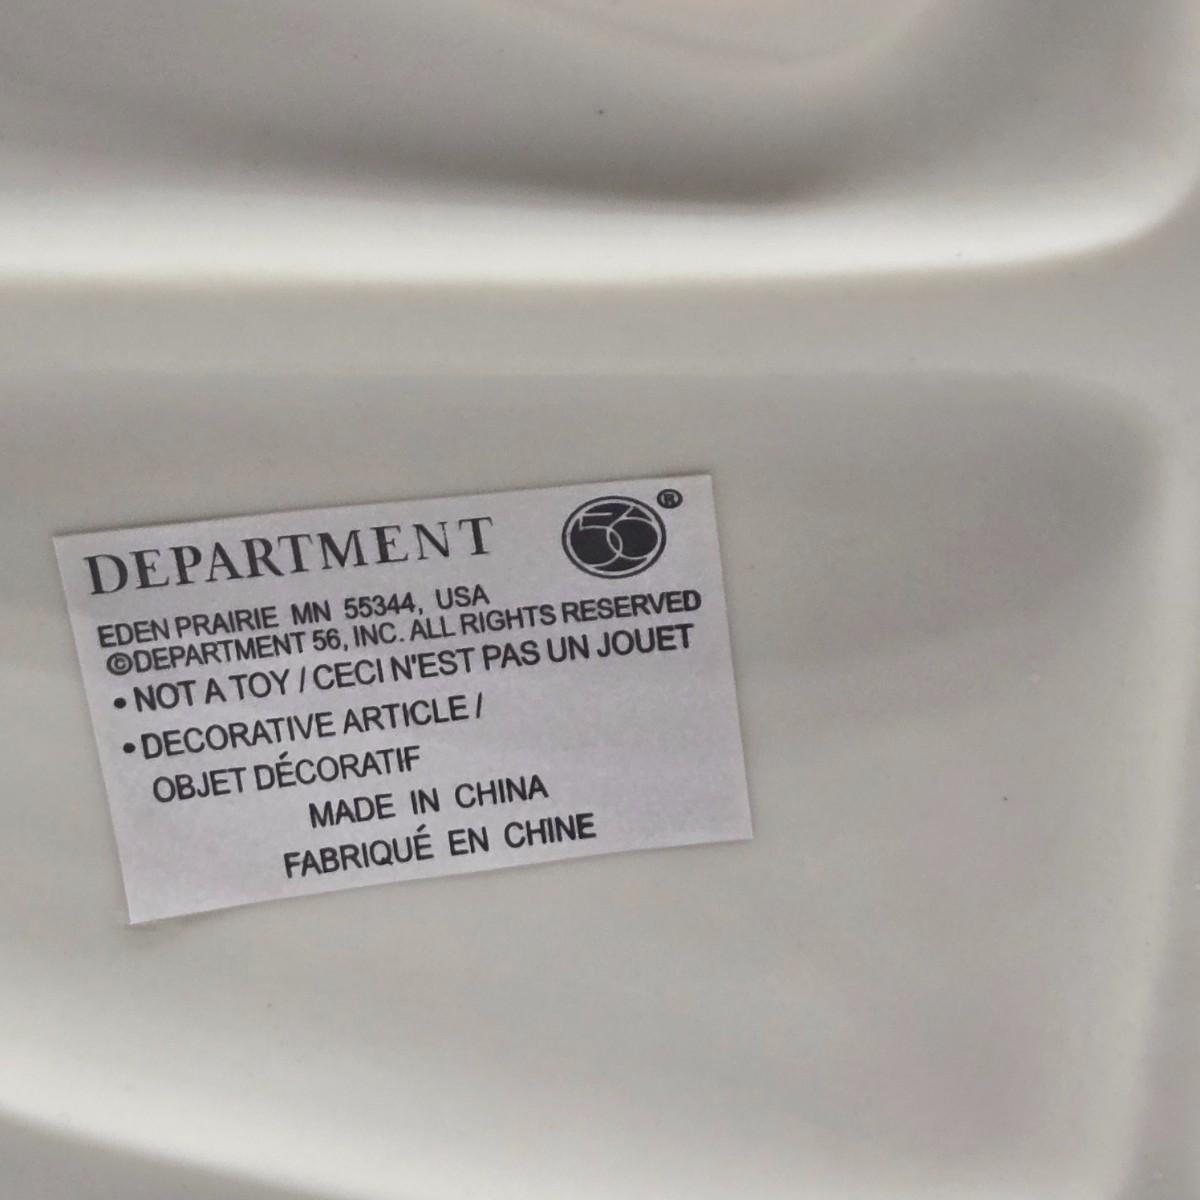 DEPARTMENT 56®
EDEN PRAIRIE MN 55344, USA
©DEPARTMENT 56, INC. ALL RIGHTS RESERVED
• NOT A TOY / CECI N'EST PAS UN JOUET
• DECORATIVE ARTICLE /
OBJET DÉCORATIF
MADE IN CHINA
FABRIQUÉ EN CHINE